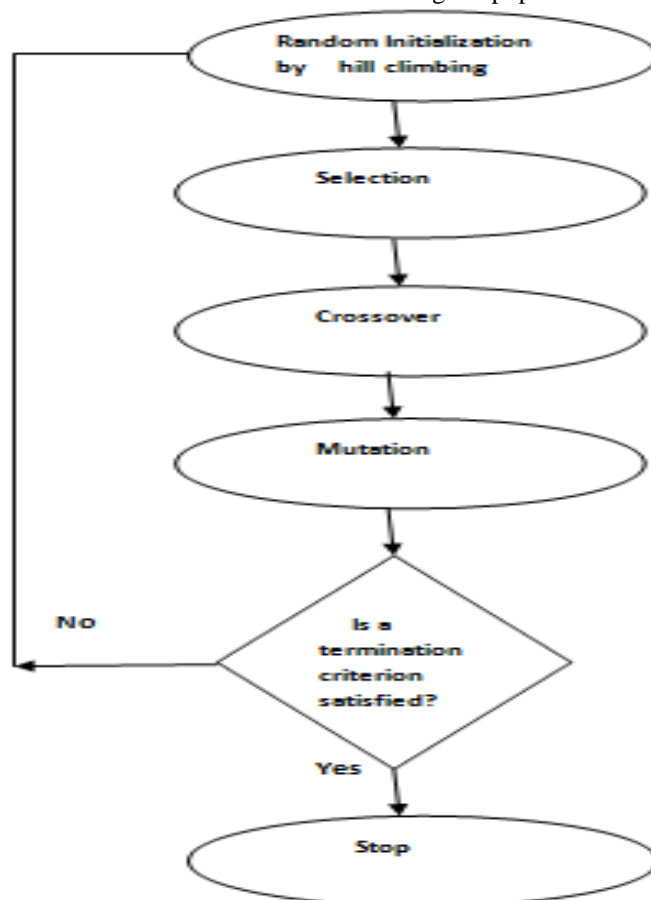 Random Initialization
by hill climbing
Selection
Crossover
Mutation
No
Is a
termination
criterion
satisfied?
Yes
Stop